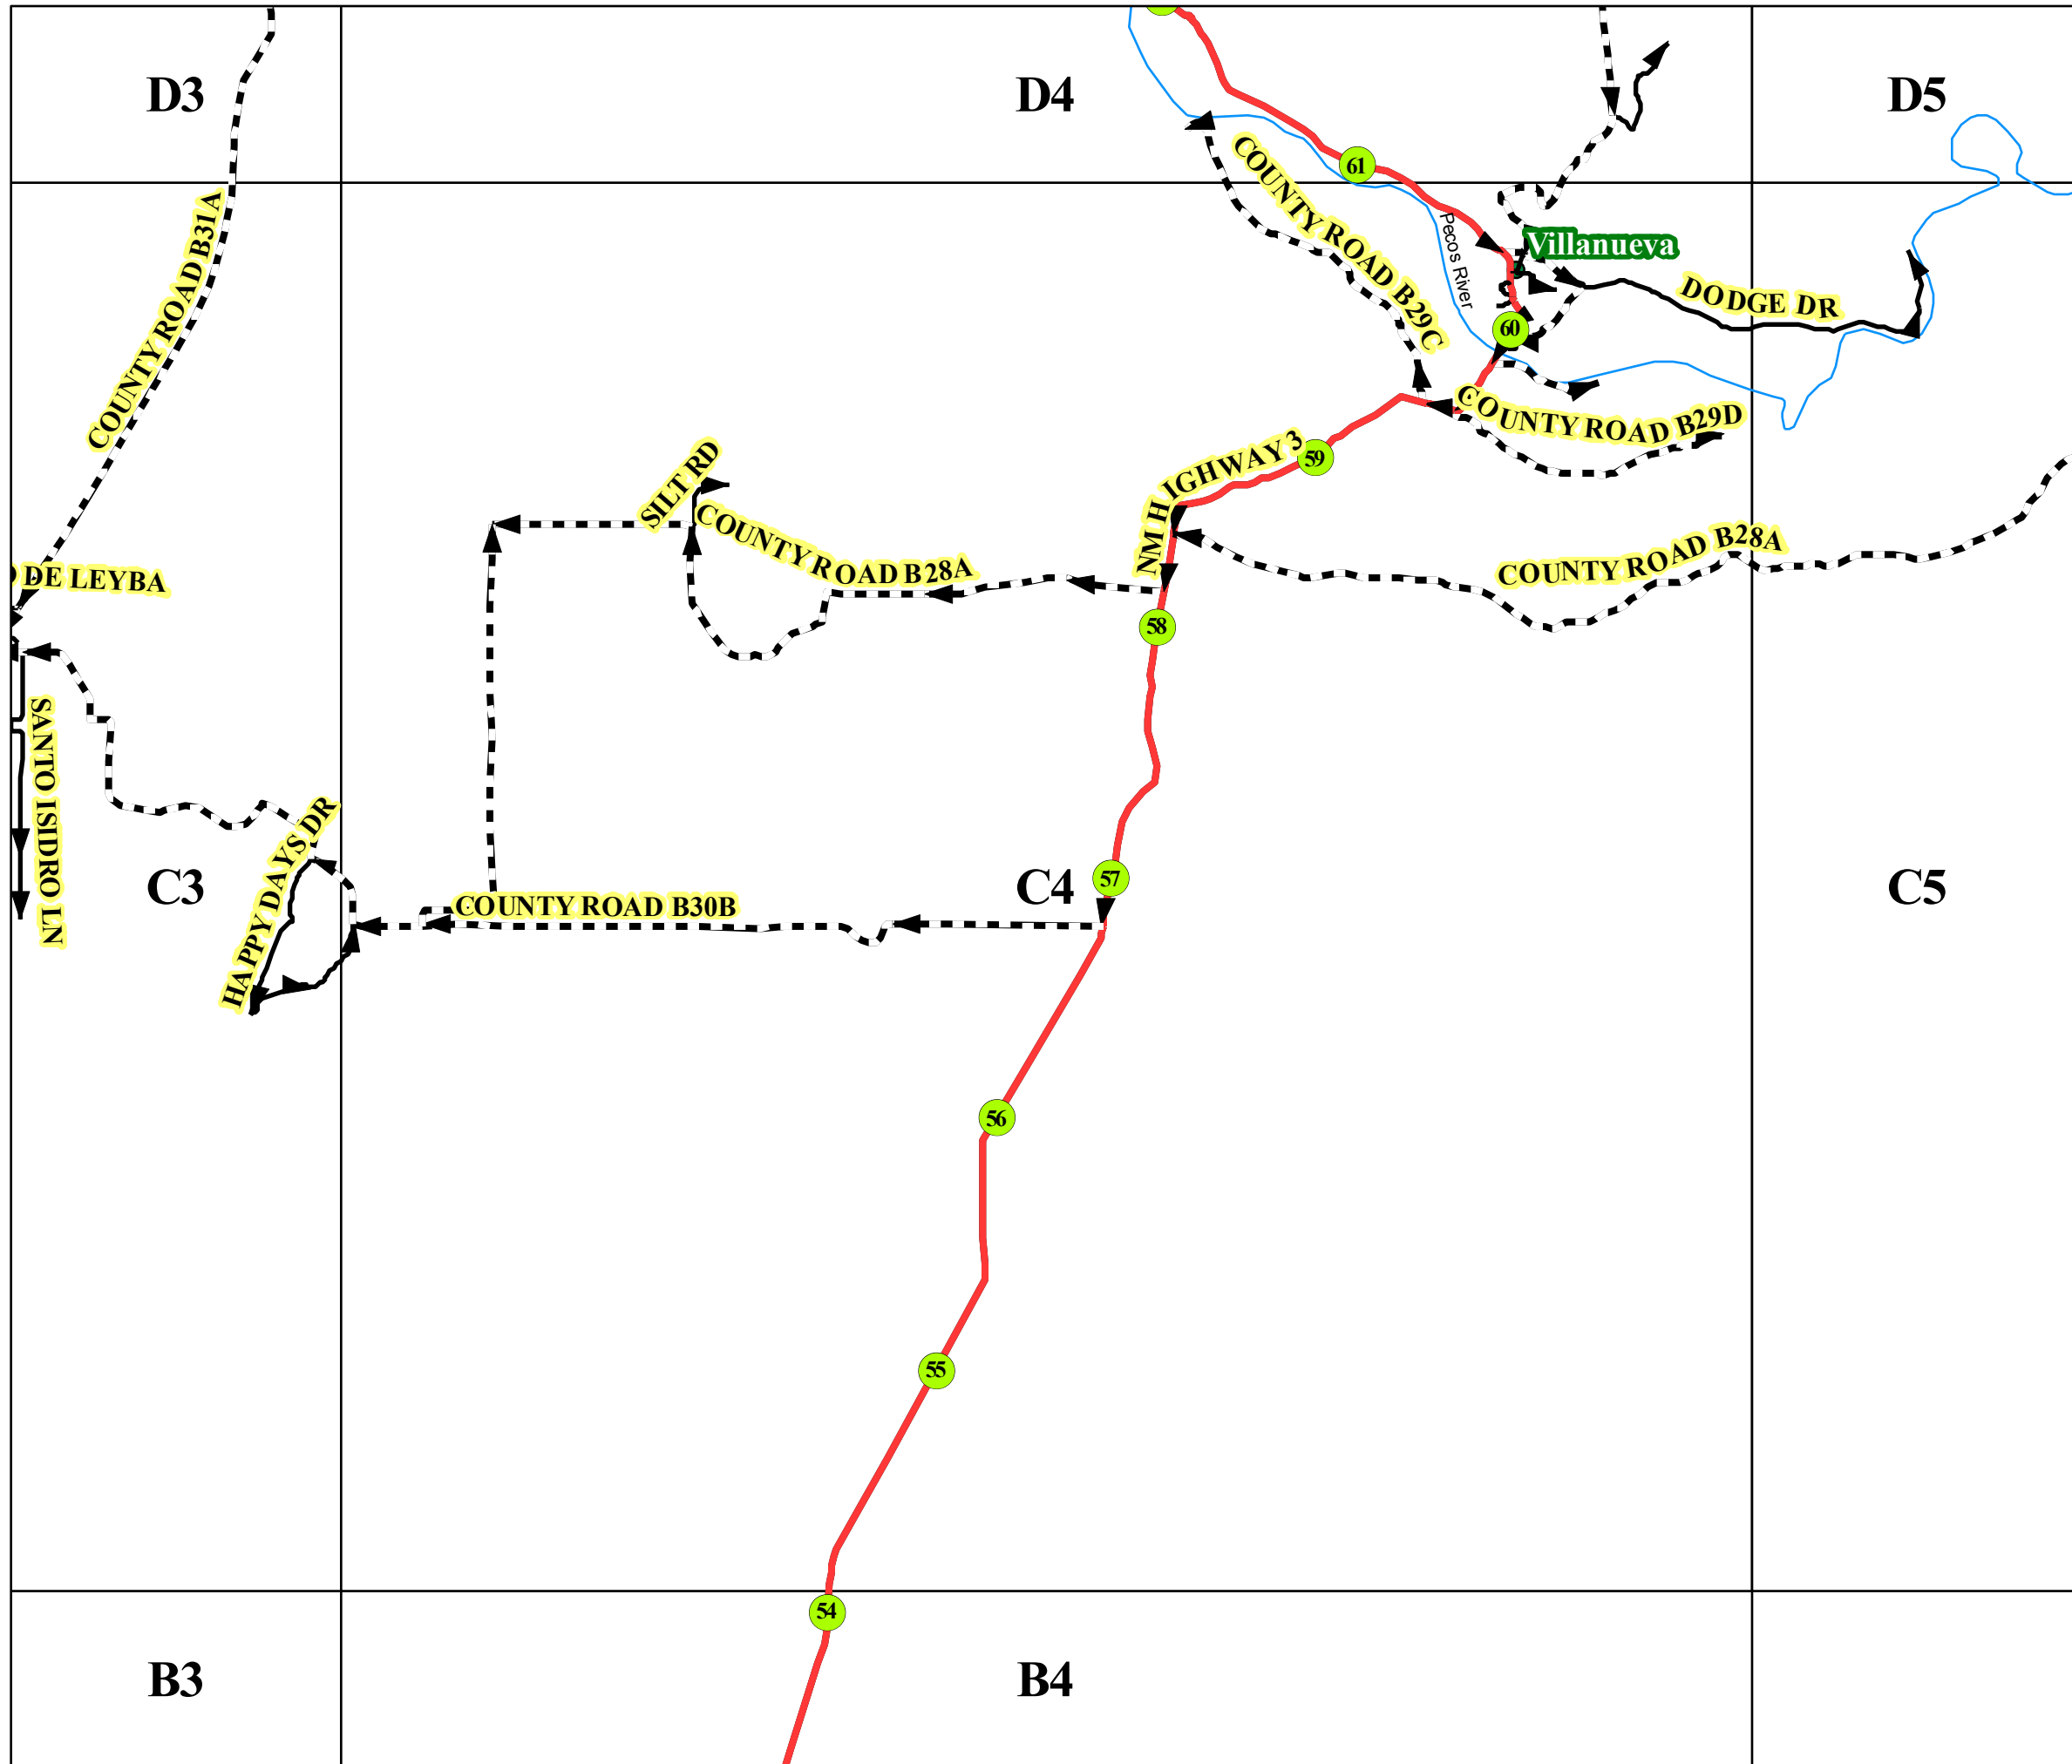 D3
D4
D5
61
COUNTY ROAD B29C
COUNTY ROAD B31A
Pecos River
Villanueva
DODGE DR
60
COUNTY ROAD B29D
NM HIGHWAY 3
59
SILT RD
COUNTY ROAD B28A
COUNTY ROAD B28A
DE LEYBA
58
SANTO ISIDRO LN
HAPPY DAYS DR
C3
COUNTY ROAD B30B
C4
57
C5
56
55
54
B3
B4